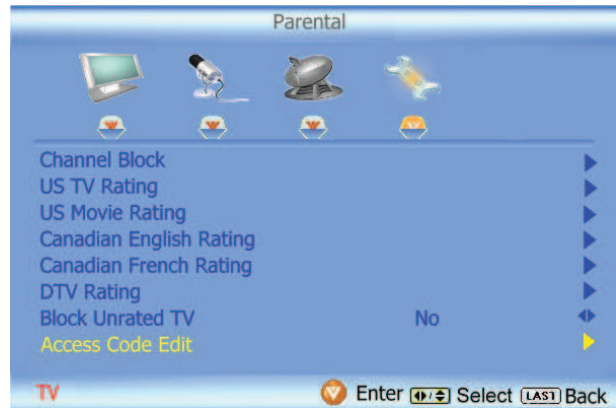 Parental
Channel Block
US TV Rating
US Movie Rating
Canadian English Rating
Canadian French Rating
DTV Rating
Block Unrated TV No
Access Code Edit
TV Enter Select LAST Back